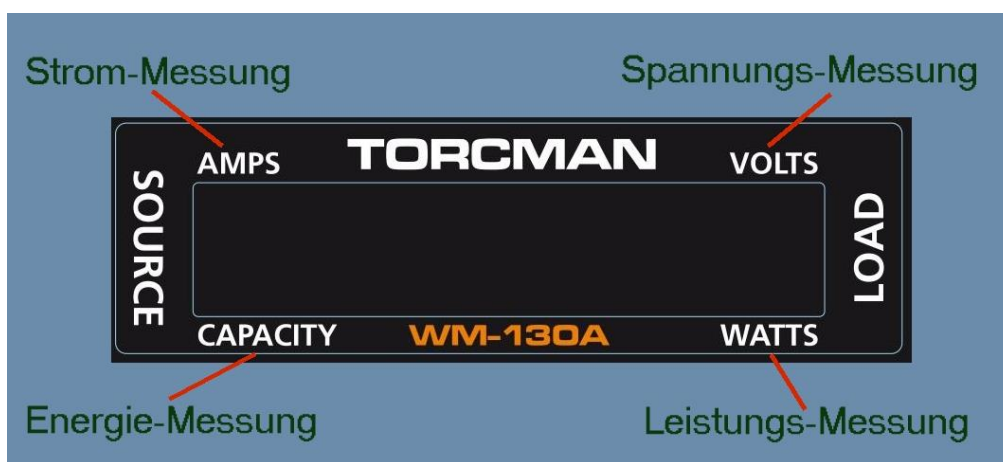 Strom-Messung
Spannungs-Messung
AMPS
TORCMAN
VOLTS
SOURCE
LOAD
CAPACITY
WM-130A
WATTS
Energie-Messung
Leistungs-Messung